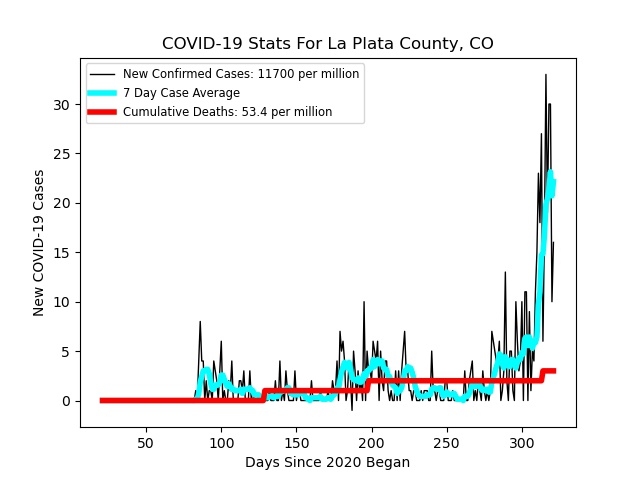 COVID-19 Stats For La Plata County, CO
New Confirmed Cases: 11700 per million
7 Day Case Average
Cumulative Deaths: 53.4 per million
New COVID-19 Cases
30
25
20
15
10
5
0
50 100 150 200 250 300
Days Since 2020 Began